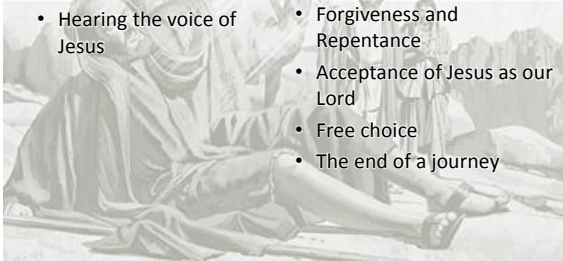 • Hearing the voice of
Jesus
• Forgiveness and
Repentance
• Acceptance of Jesus as our
Lord
• Free choice
• The end of a journey